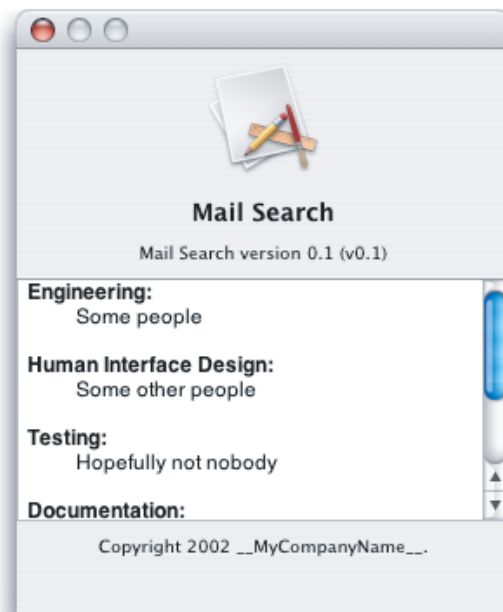 Mail Search
Mail Search version 0.1 (v0.1)
Engineering:
Some people
Human Interface Design:
Some other people
Testing:
Hopefully not nobody
Documentation:
Copyright 2002 __MyCompanyName__.